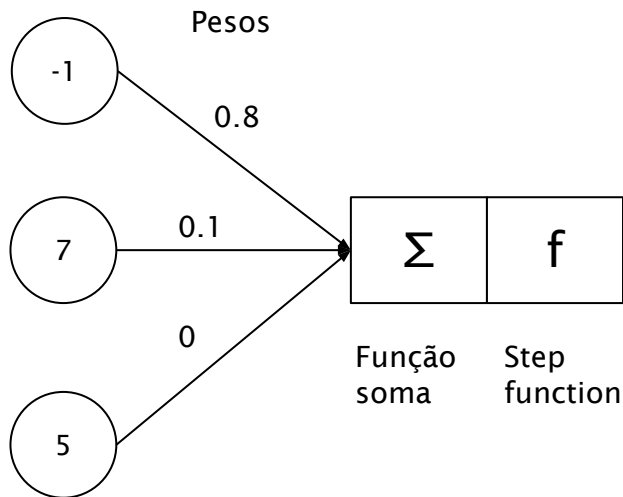 Pesos
-1
0.8
7
0.1
0
5
Σ
f
Função
soma
Step
function